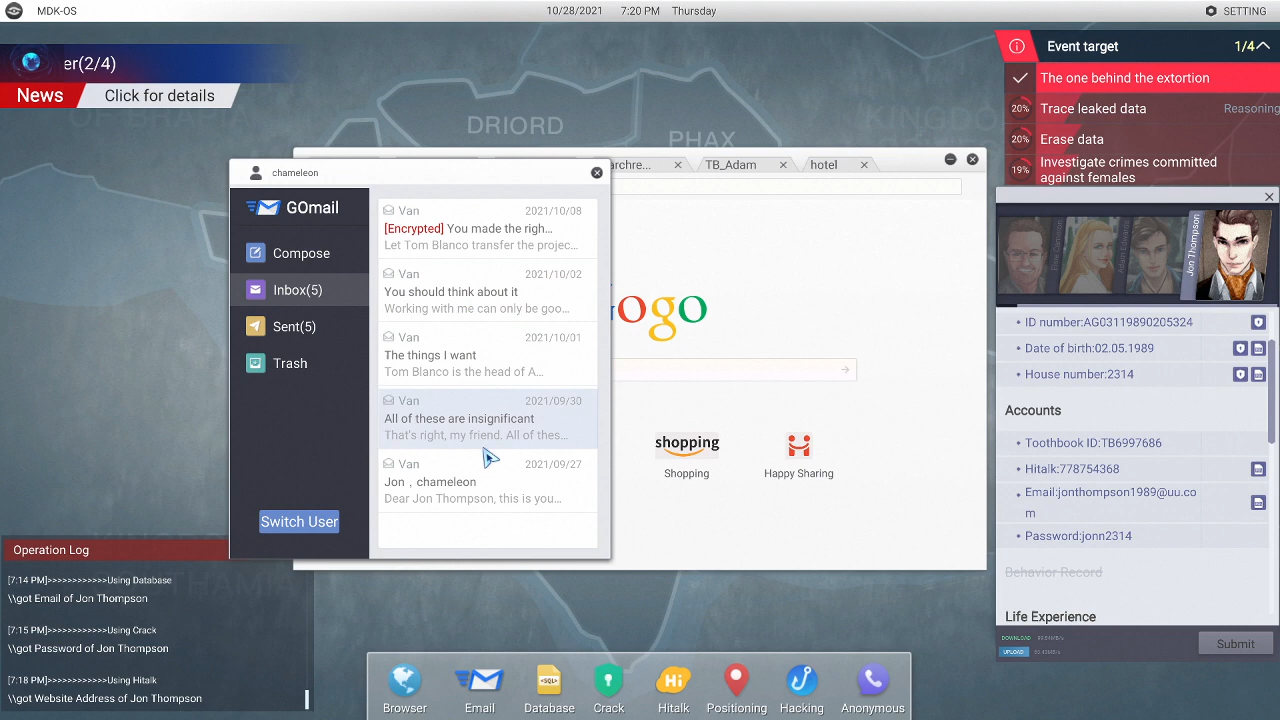 MDK-OS
10/28/2021 7:20 PM Thursday
SETTING
er(2/4)
News Click for details
DRIORD
PHAX
KINGDO
Event target 1/4
The one behind the extortion
20% Trace leaked data Reasoning
20% Erase data
19% Investigate crimes committed
against females
archre...
TB_Adam
hotel
chameleon
GOmail
Compose
Inbox(5)
Sent(5)
Trash
Switch User
Van 2021/10/08
[Encrypted] You made the righ...
Let Tom Blanco transfer the projec...
Van 2021/10/02
You should think about it
Working with me can only be goo...
Van 2021/10/01
The things I want
Tom Blanco is the head of A...
Van 2021/09/30
All of these are insignificant
That's right, my friend. All of thes...
Van 2021/09/27
Jon , chameleon
Dear Jon Thompson, this is you...
ogo
shopping
Shopping
Happy Sharing
Jon Thompson
• ID number:AG03119890205324
• Date of birth:02.05.1989
• House number:2314
Accounts
• Toothbook ID:TB6997686
• Hitalk:778754368
• Email:jonthompson1989@uu.co
m
• Password:jonn2314
Behavior Record
Life Experience
DOWNLOAD
UPLOAD
Submit
Operation Log
[7:14 PM]>>>>>>>>>>>>Using Database
\\got Email of Jon Thompson
[7:15 PM]>>>>>>>>>>>>Using Crack
\\got Password of Jon Thompson
[7:18 PM]>>>>>>>>>>>>Using Hitalk
\\got Website Address of Jon Thompson
<SQL>
Hi
Browser
Email
Database
Crack
Hitalk
Positioning
Hacking
Anonymous